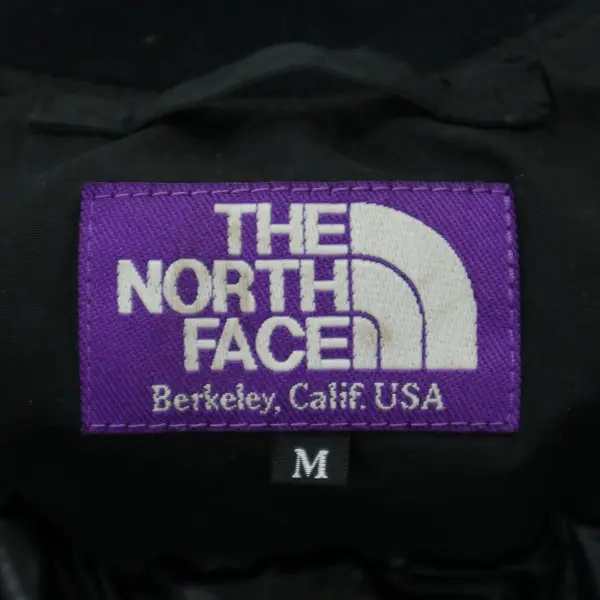 THE
NORTH
FACE
Berkeley, Calif. USA
M